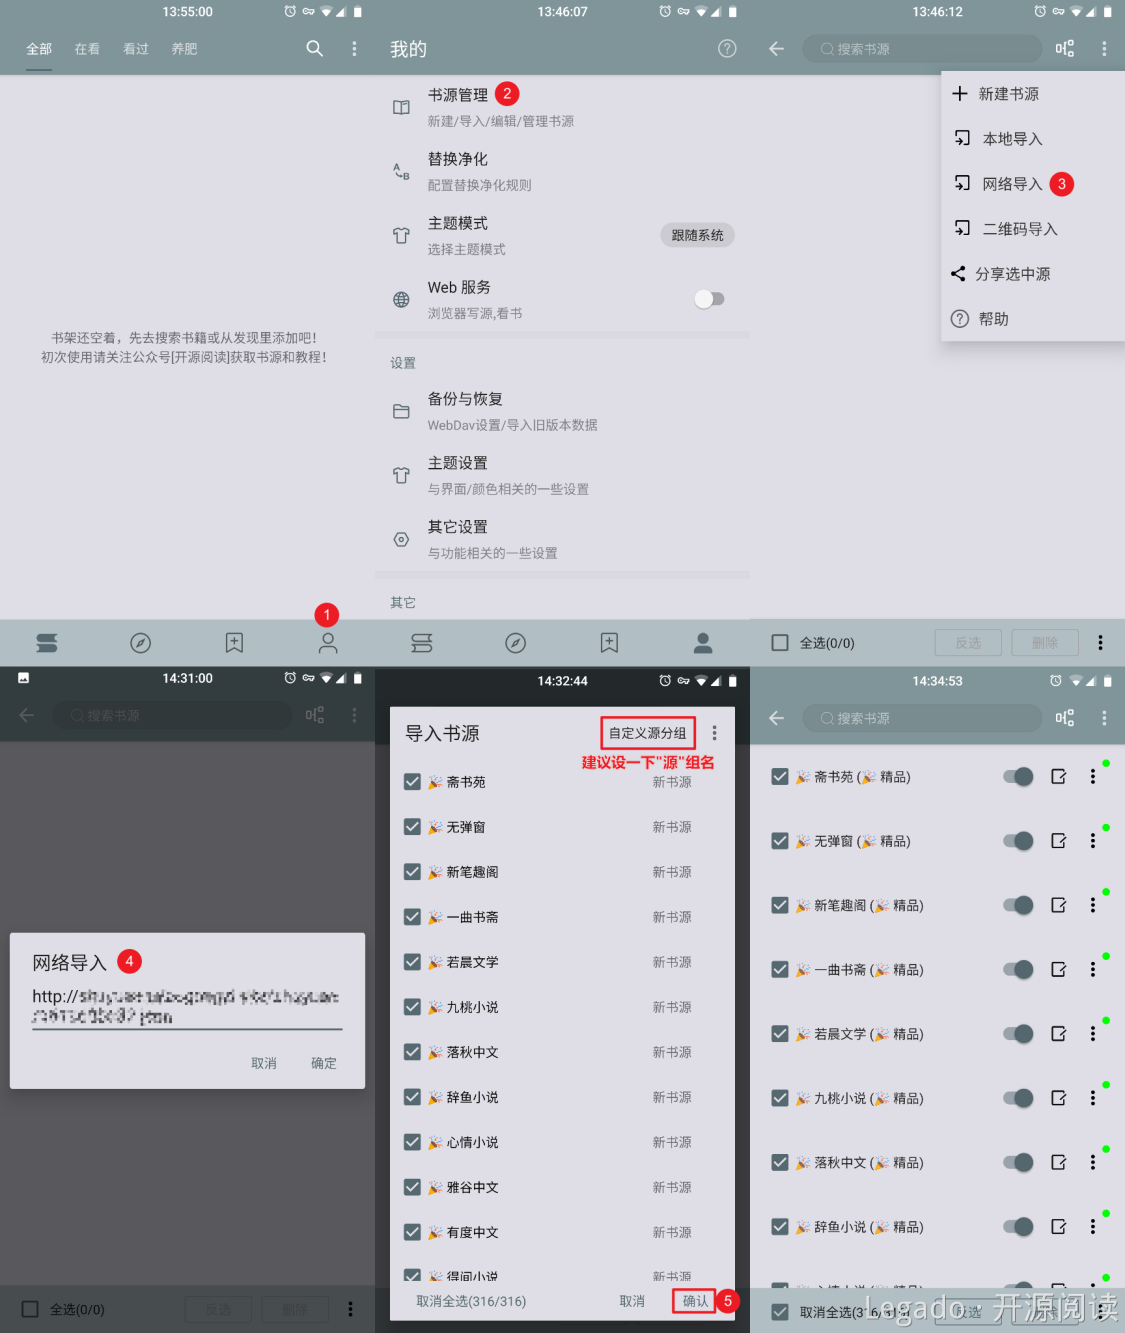 13:55:00
全部 在看 看过 养肥
书架还空着，先去搜索书籍或从发现里添加吧！
初次使用请关注公众号[开源阅读]获取书源和教程！
1
13:46:07
我的
书源管理 2
新建/导入/编辑/管理书源
替换净化
配置替换净化规则
主题模式
选择主题模式
跟随系统
Web 服务
浏览器写源,看书
设置
备份与恢复
WebDav设置/导入旧版本数据
主题设置
与界面/颜色相关的一些设置
其它设置
与功能相关的一些设置
其它
13:46:12
搜索书源
新建书源
本地导入
网络导入 3
二维码导入
分享选中源
帮助
全选(0/0) 反选 删除
14:31:00
搜索书源
网络导入 4
http://
取消 确定
全选(0/0) 反选 删除
14:32:44
导入书源 自定义源分组
建议设一下"源"组名
斋书苑 新书源
无弹窗 新书源
新笔趣阁 新书源
一曲书斋 新书源
若晨文学 新书源
九桃小说 新书源
落秋中文 新书源
辞鱼小说 新书源
心情小说 新书源
雅谷中文 新书源
有度中文 新书源
得间小说 新书源
取消全选(316/316) 取消 确认 5
14:34:53
搜索书源
斋书苑 (🎉 精品)
无弹窗 (🎉 精品)
新笔趣阁 (🎉 精品)
一曲书斋 (🎉 精品)
若晨文学 (🎉 精品)
九桃小说 (🎉 精品)
落秋中文 (🎉 精品)
辞鱼小说 (🎉 精品)
心情小说
取消全选(316/ 反选
Legado 开源阅读